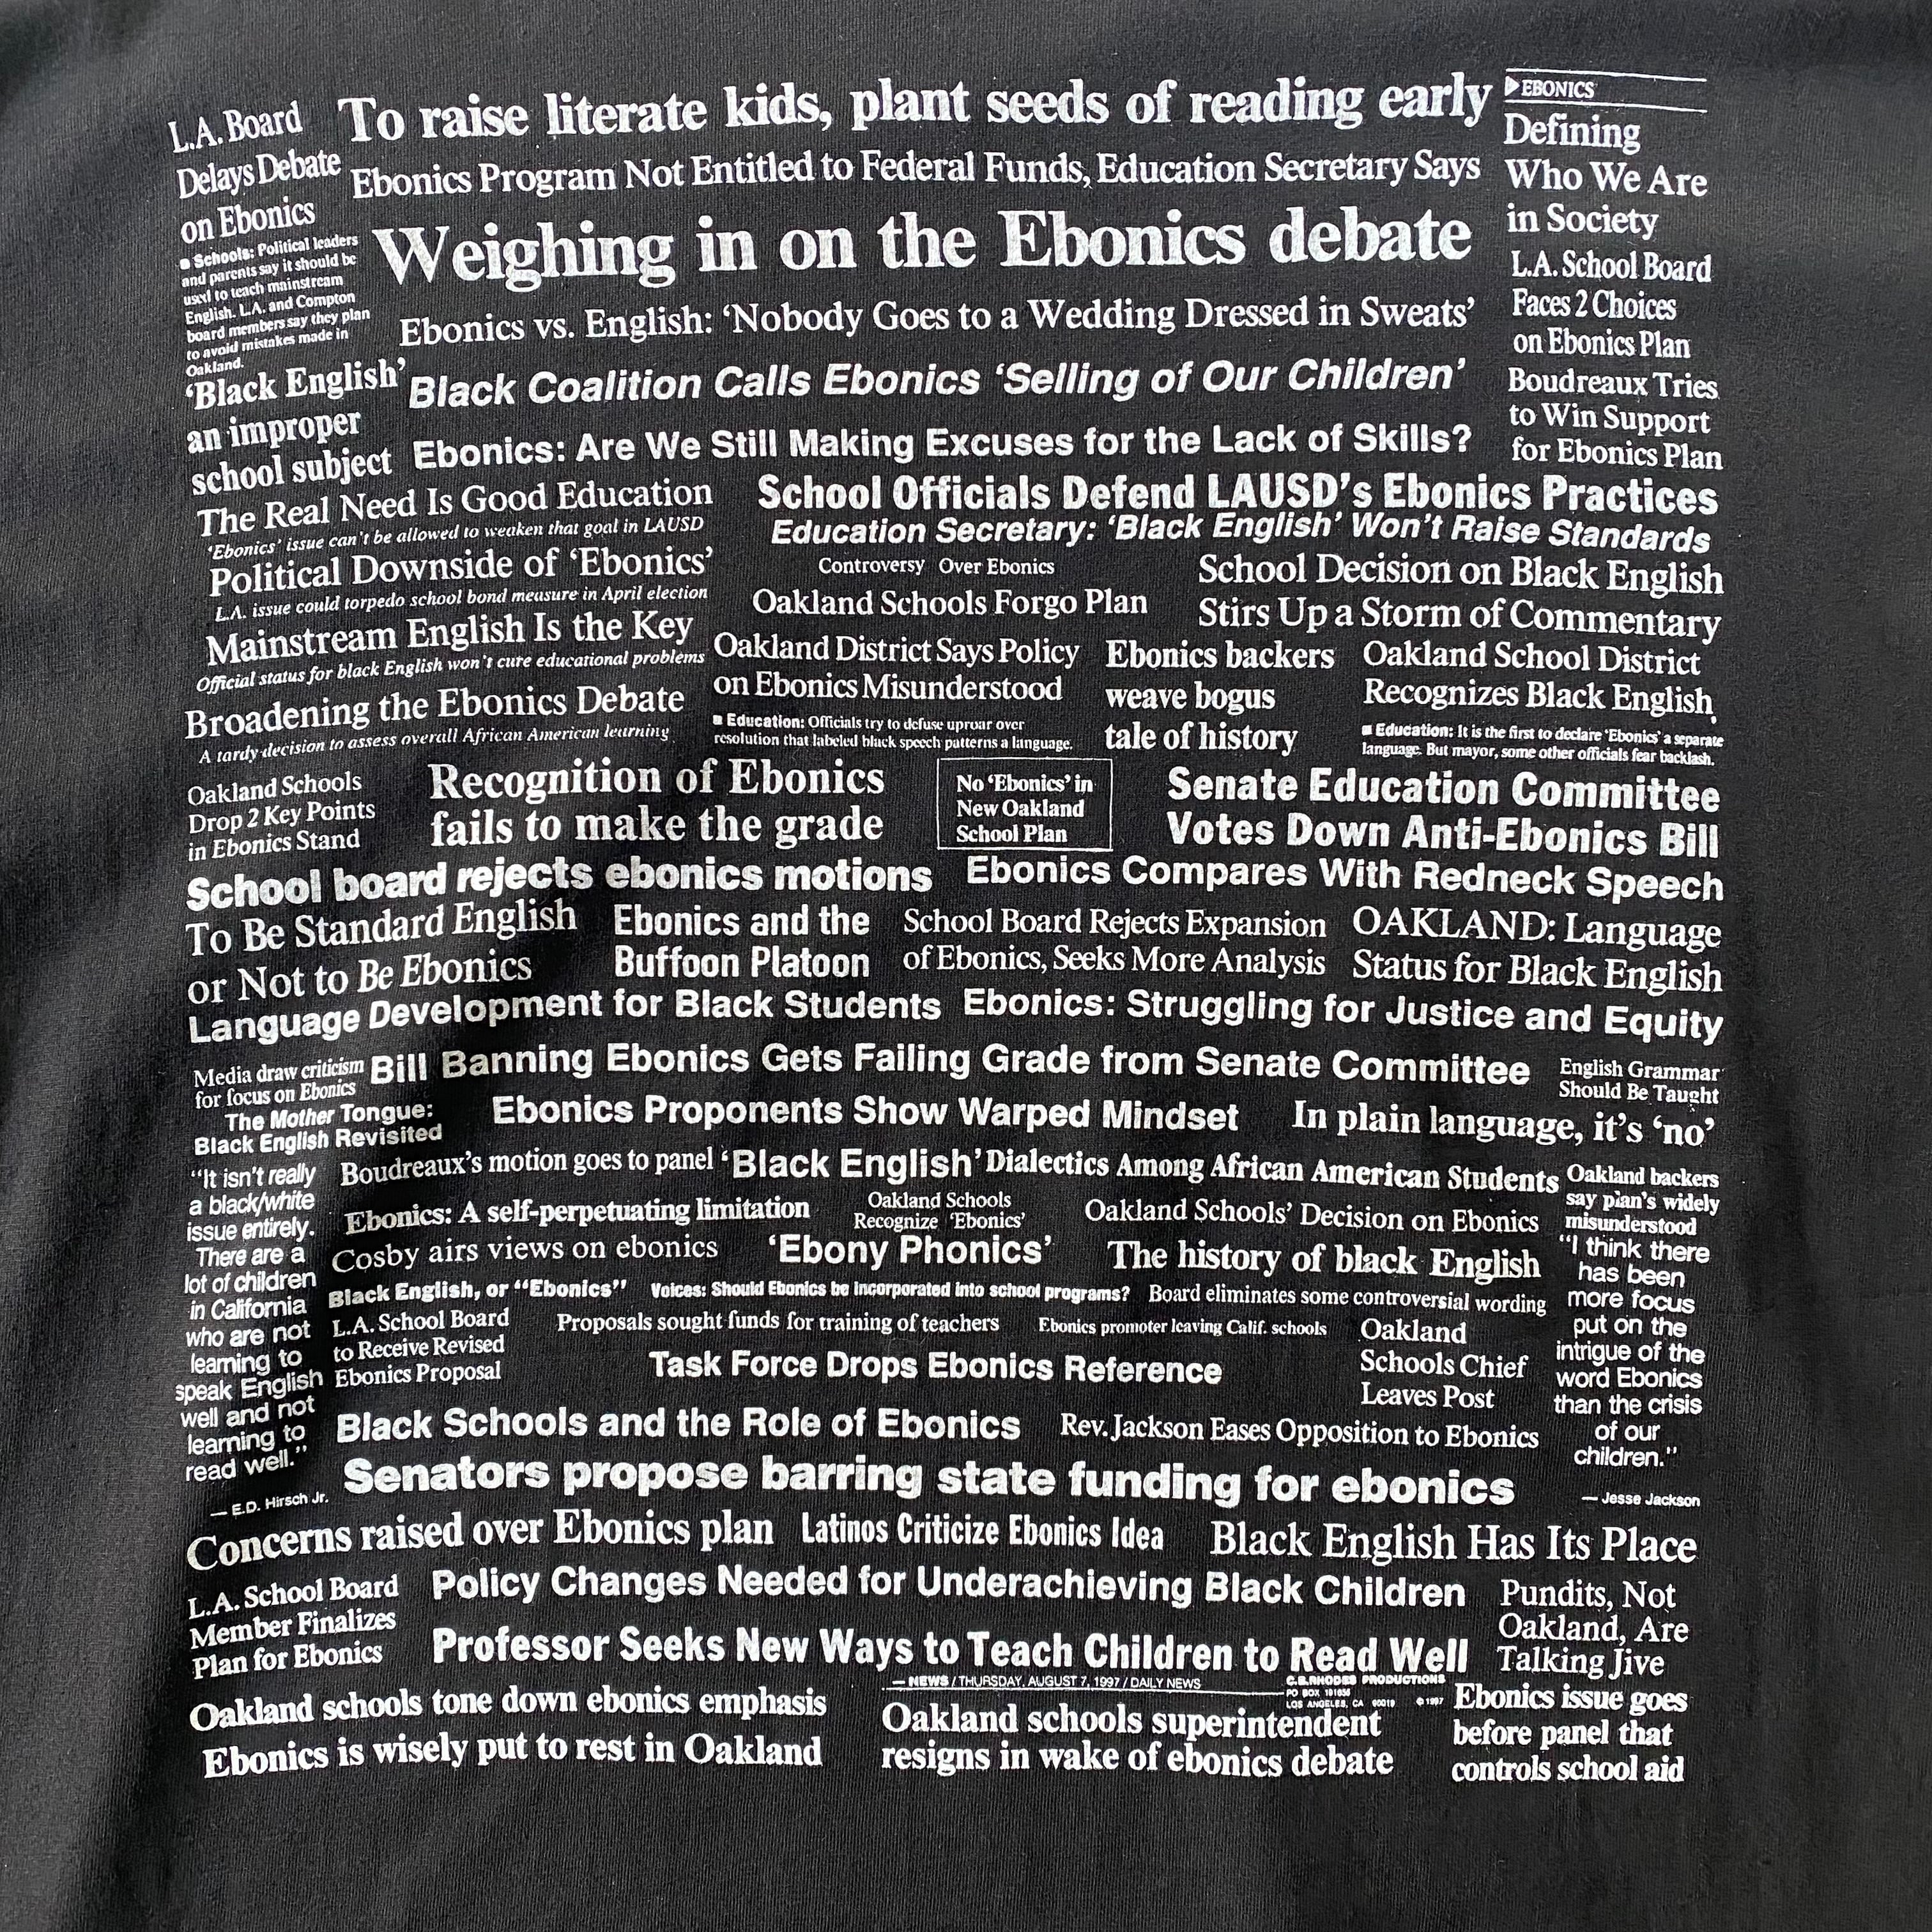 L.A. Board
Delays Debate
on Ebonics
■ Schools: Political leaders
and parents say it should be
used to teach mainstream
English. L.A. and Compton
board members say they plan
to avoid mistakes made in
Oakland.
To raise literate kids, plant seeds of reading early
Ebonics Program Not Entitled to Federal Funds, Education Secretary Says
Weighing in on the Ebonics debate
Ebonics vs. English: ‘Nobody Goes to a Wedding Dressed in Sweats’
▶EBONICS
Defining
Who We Are
in Society
L.A. School Board
Faces 2 Choices
on Ebonics Plan
Boudreaux Tries
to Win Support
for Ebonics Plan
‘Black English’
an improper
school subject
Black Coalition Calls Ebonics ‘Selling of Our Children’
Ebonics: Are We Still Making Excuses for the Lack of Skills?
The Real Need Is Good Education
‘Ebonics’ issue can’t be allowed to weaken that goal in LAUSD
Political Downside of ‘Ebonics’
L.A. issue could torpedo school bond measure in April election
Mainstream English Is the Key
Official status for black English won’t cure educational problems
Broadening the Ebonics Debate
A tardy decision to assess overall African American learning
School Officials Defend LAUSD’s Ebonics Practices
Education Secretary: ‘Black English’ Won’t Raise Standards
Controversy Over Ebonics
Oakland Schools Forgo Plan
School Decision on Black English
Stirs Up a Storm of Commentary
Oakland District Says Policy
on Ebonics Misunderstood
■ Education: Officials try to defuse uproar over
resolution that labeled black speech patterns a language.
Ebonics backers
weave bogus
tale of history
Oakland School District
Recognizes Black English
■ Education: It is the first to declare ‘Ebonics’ a separate
language. But mayor, some other officials fear backlash.
Oakland Schools
Drop 2 Key Points
in Ebonics Stand
Recognition of Ebonics
fails to make the grade
No ‘Ebonics’ in
New Oakland
School Plan
Senate Education Committee
Votes Down Anti-Ebonics Bill
School board rejects ebonics motions
Ebonics Compares With Redneck Speech
To Be Standard English
or Not to Be Ebonics
Ebonics and the
Buffoon Platoon
School Board Rejects Expansion
of Ebonics, Seeks More Analysis
OAKLAND: Language
Status for Black English
Language Development for Black Students
Ebonics: Struggling for Justice and Equity
Media draw criticism
for focus on Ebonics
Bill Banning Ebonics Gets Failing Grade from Senate Committee
English Grammar
Should Be Taught
The Mother Tongue:
Black English Revisited
Ebonics Proponents Show Warped Mindset
In plain language, it’s ‘no’
“It isn’t really
a black/white
issue entirely.
There are a
lot of children
in California
who are not
learning to
speak English
well and not
learning to
read well.”
— E.D. Hirsch Jr.
Boudreaux’s motion goes to panel
‘Black English’ Dialectics Among African American Students
Ebonics: A self-perpetuating limitation
Oakland Schools
Recognize ‘Ebonics’
Oakland Schools’ Decision on Ebonics
Cosby airs views on ebonics
‘Ebony Phonics’
The history of black English
Black English, or “Ebonics”
Voices: Should Ebonics be incorporated into school programs?
Board eliminates some controversial wording
L.A. School Board
to Receive Revised
Ebonics Proposal
Proposals sought funds for training of teachers
Ebonics promoter leaving Calif. schools
Task Force Drops Ebonics Reference
Oakland
Schools Chief
Leaves Post
Black Schools and the Role of Ebonics
Rev. Jackson Eases Opposition to Ebonics
Senators propose barring state funding for ebonics
Oakland backers
say plan’s widely
misunderstood
“I think there
has been
more focus
put on the
intrigue of the
word Ebonics
than the crisis
of our
children.”
— Jesse Jackson
Concerns raised over Ebonics plan
Latinos Criticize Ebonics Idea
Black English Has Its Place
L.A. School Board
Member Finalizes
Plan for Ebonics
Policy Changes Needed for Underachieving Black Children
Professor Seeks New Ways to Teach Children to Read Well
Pundits, Not
Oakland, Are
Talking Jive
— NEWS / THURSDAY, AUGUST 7, 1997 / DAILY NEWS
C.B.RHODES PRODUCTIONS
PO BOX 191656
LOS ANGELES, CA 90019 ©1997
Oakland schools tone down ebonics emphasis
Ebonics is wisely put to rest in Oakland
Oakland schools superintendent
resigns in wake of ebonics debate
Ebonics issue goes
before panel that
controls school aid